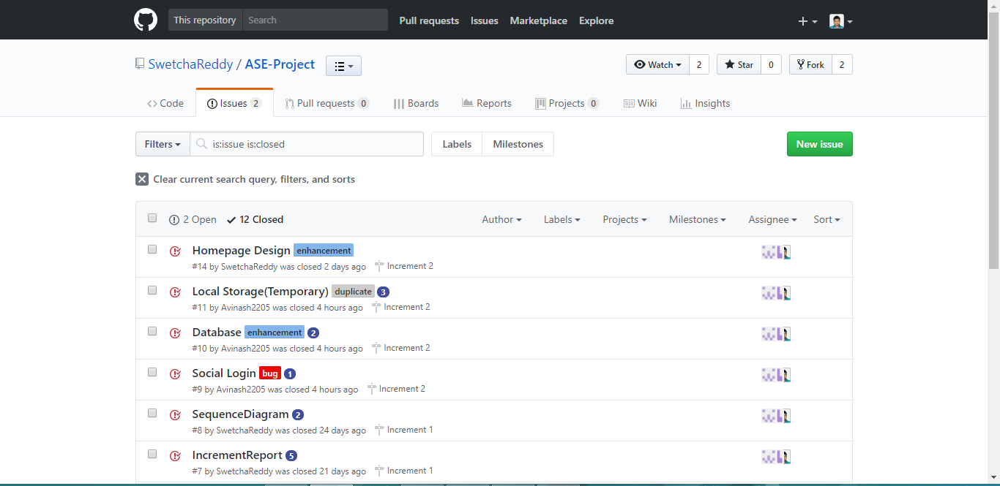 This repository Search Pull requests Issues Marketplace Explore
SwetchaReddy / ASE-Project Watch 2 Star 0 Fork 2
Code Issues 2 Pull requests 0 Boards Reports Projects 0 Wiki Insights
Filters is:issue is:closed Labels Milestones New issue
Clear current search query, filters, and sorts
2 Open 12 Closed Author Labels Projects Milestones Assignee Sort
Homepage Design enhancement
#14 by SwetchaReddy was closed 2 days ago Increment 2
Local Storage(Temporary) duplicate 3
#11 by Avinash2205 was closed 4 hours ago Increment 2
Database enhancement 2
#10 by Avinash2205 was closed 4 hours ago Increment 2
Social Login bug 1
#9 by Avinash2205 was closed 4 hours ago Increment 2
SequenceDiagram 2
#8 by SwetchaReddy was closed 24 days ago Increment 1
IncrementReport 5
#7 by SwetchaReddy was closed 21 days ago Increment 1